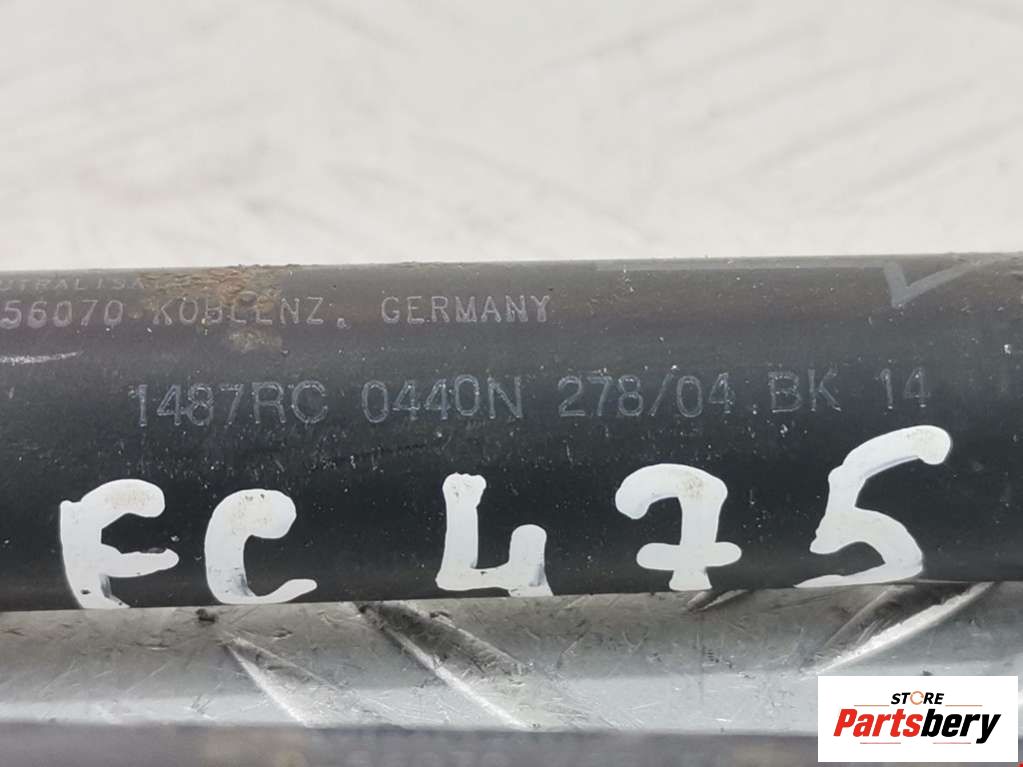 56070 KOBLENZ, GERMANY
1487RC 0440N 278/04 BK 14
FC 475
STORE
Partsbery